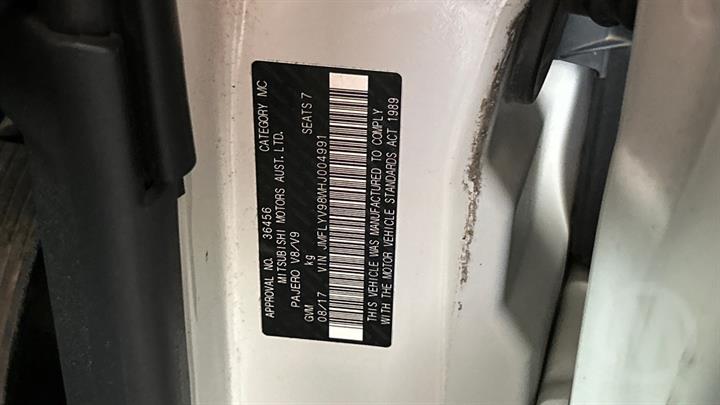 APPROVAL NO. 36456 CATEGORY MC
MITSUBISHI MOTORS AUST. LTD.
PAJERO V8/V9
GVM kg SEATS 7
08/17 VIN JMFLYV98WHJ004991
THIS VEHICLE WAS MANUFACTURED TO COMPLY
WITH THE MOTOR VEHICLE STANDARDS ACT 1989